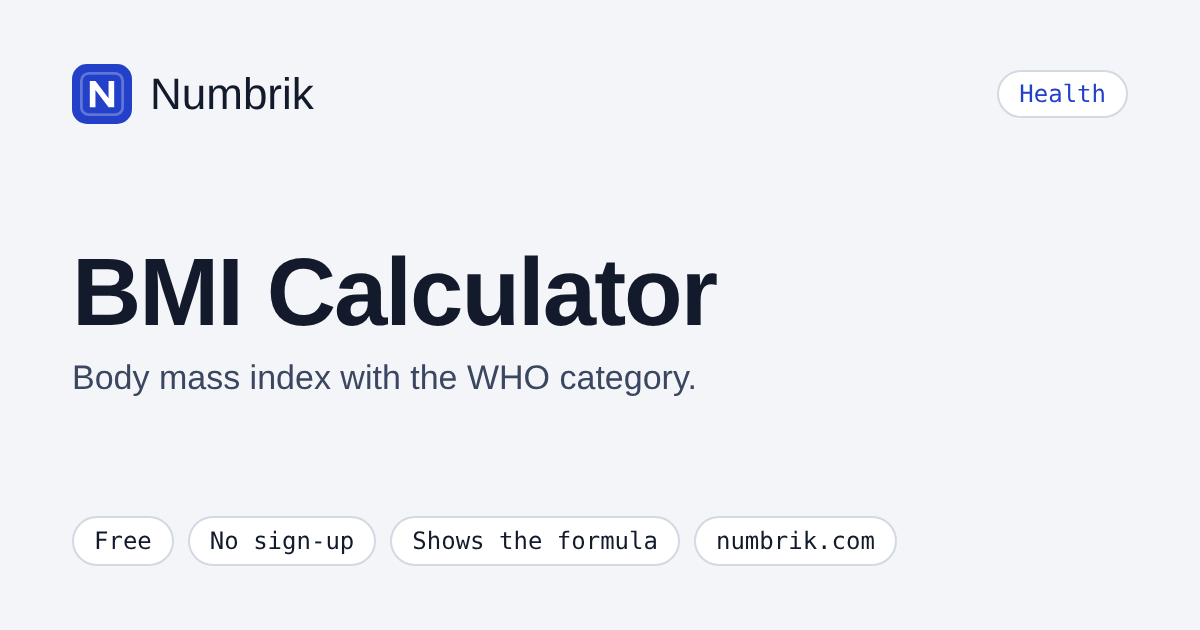 N Numbrik
Health
BMI Calculator
Body mass index with the WHO category.
Free
No sign-up
Shows the formula
numbrik.com